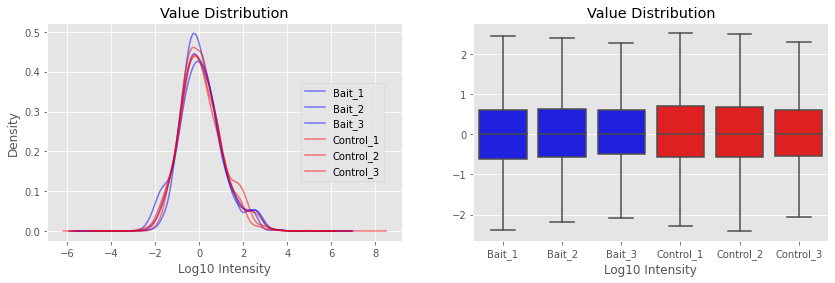 Value Distribution
Density
0.5
0.4
0.3
0.2
0.1
0.0
Bait_1
Bait_2
Bait_3
Control_1
Control_2
Control_3
−6 −4 −2 0 2 4 6 8
Log10 Intensity
Value Distribution
2
1
0
−1
−2
Bait_1 Bait_2 Bait_3 Control_1 Control_2 Control_3
Log10 Intensity